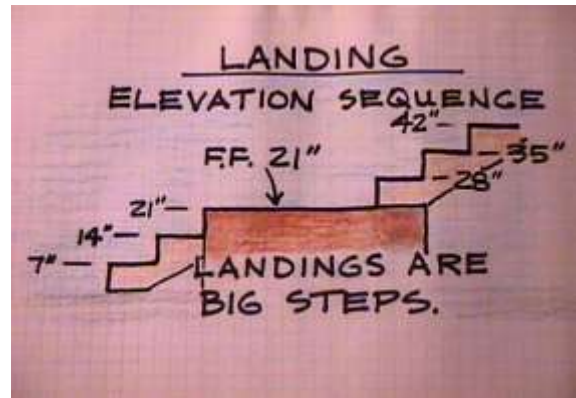 LANDING
ELEVATION SEQUENCE
42"
F.F. 21"
35"
28"
21"
14"
7"
LANDINGS ARE
BIG STEPS.